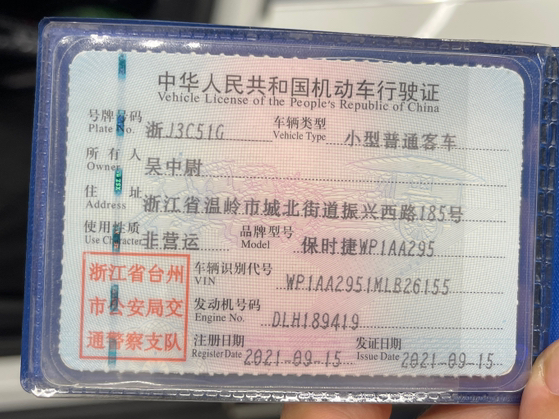 中华人民共和国机动车行驶证
Vehicle License of the People's Republic of China
号牌号码 浙J3C51G 车辆类型 小型普通客车
Plate No. Vehicle Type
所有人 吴中尉
Owner
住址 浙江省温岭市城北街道振兴西路185号
Address
使用性质 非营运 品牌型号 保时捷WP1AA295
Use Character Model
浙江省台州
市公安局交
通警察支队
车辆识别代号 WP1AA2951MLB26155
VIN
发动机号码 DLH189419
Engine No.
注册日期 2021-09-15 发证日期 2021-09-15
Register Date Issue Date